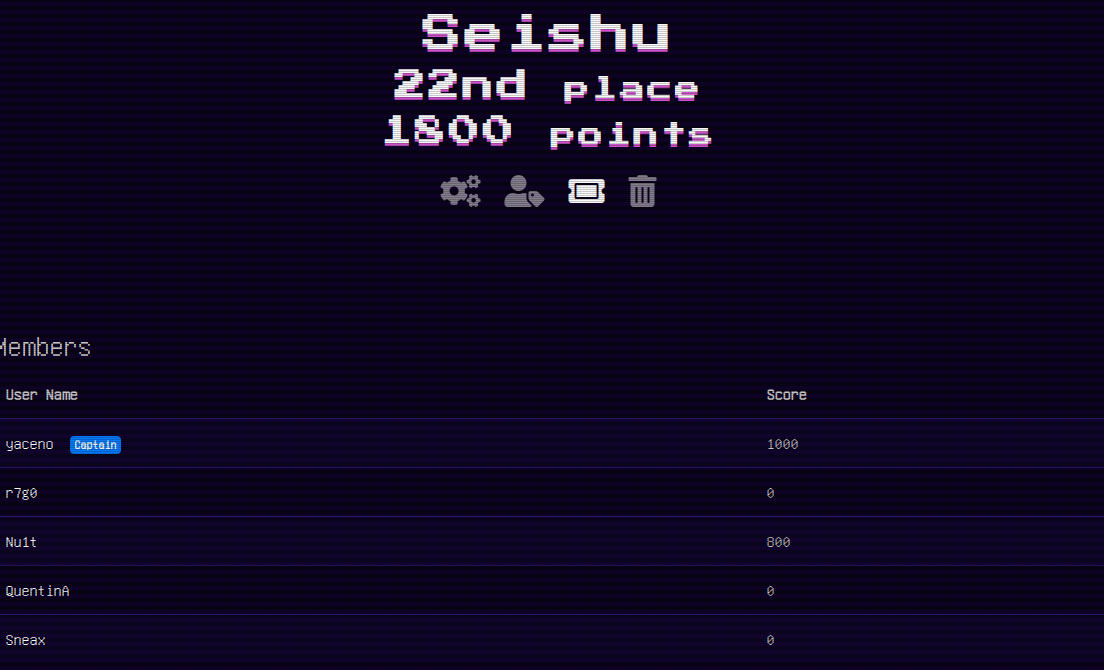 Seishu
22nd place
1800 points
Members
User Name Score
yaceno Captain 1000
r7g0 0
Nu1t 800
QuentinA 0
Sneax 0